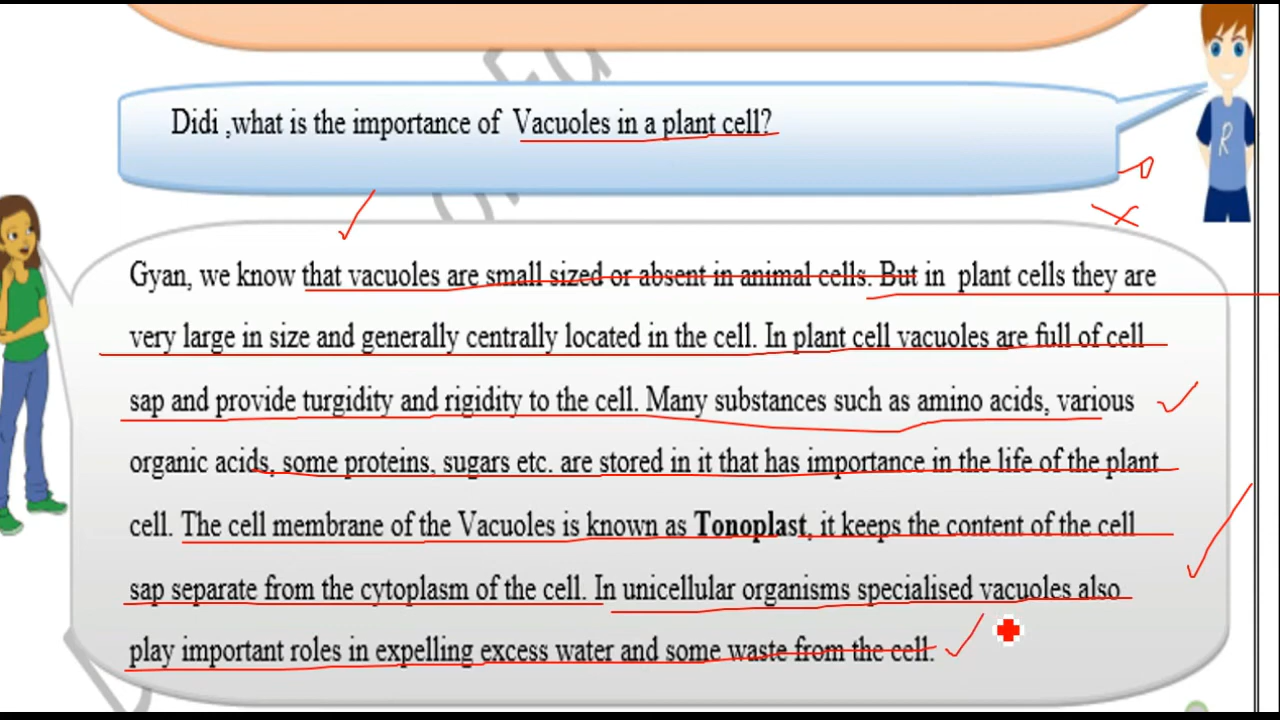 Didi ,what is the importance of Vacuoles in a plant cell?
R
Gyan, we know that vacuoles are small sized or absent in animal cells. But in plant cells they are
very large in size and generally centrally located in the cell. In plant cell vacuoles are full of cell
sap and provide turgidity and rigidity to the cell. Many substances such as amino acids, various
organic acids, some proteins, sugars etc. are stored in it that has importance in the life of the plant
cell. The cell membrane of the Vacuoles is known as Tonoplast, it keeps the content of the cell
sap separate from the cytoplasm of the cell. In unicellular organisms specialised vacuoles also
play important roles in expelling excess water and some waste from the cell.